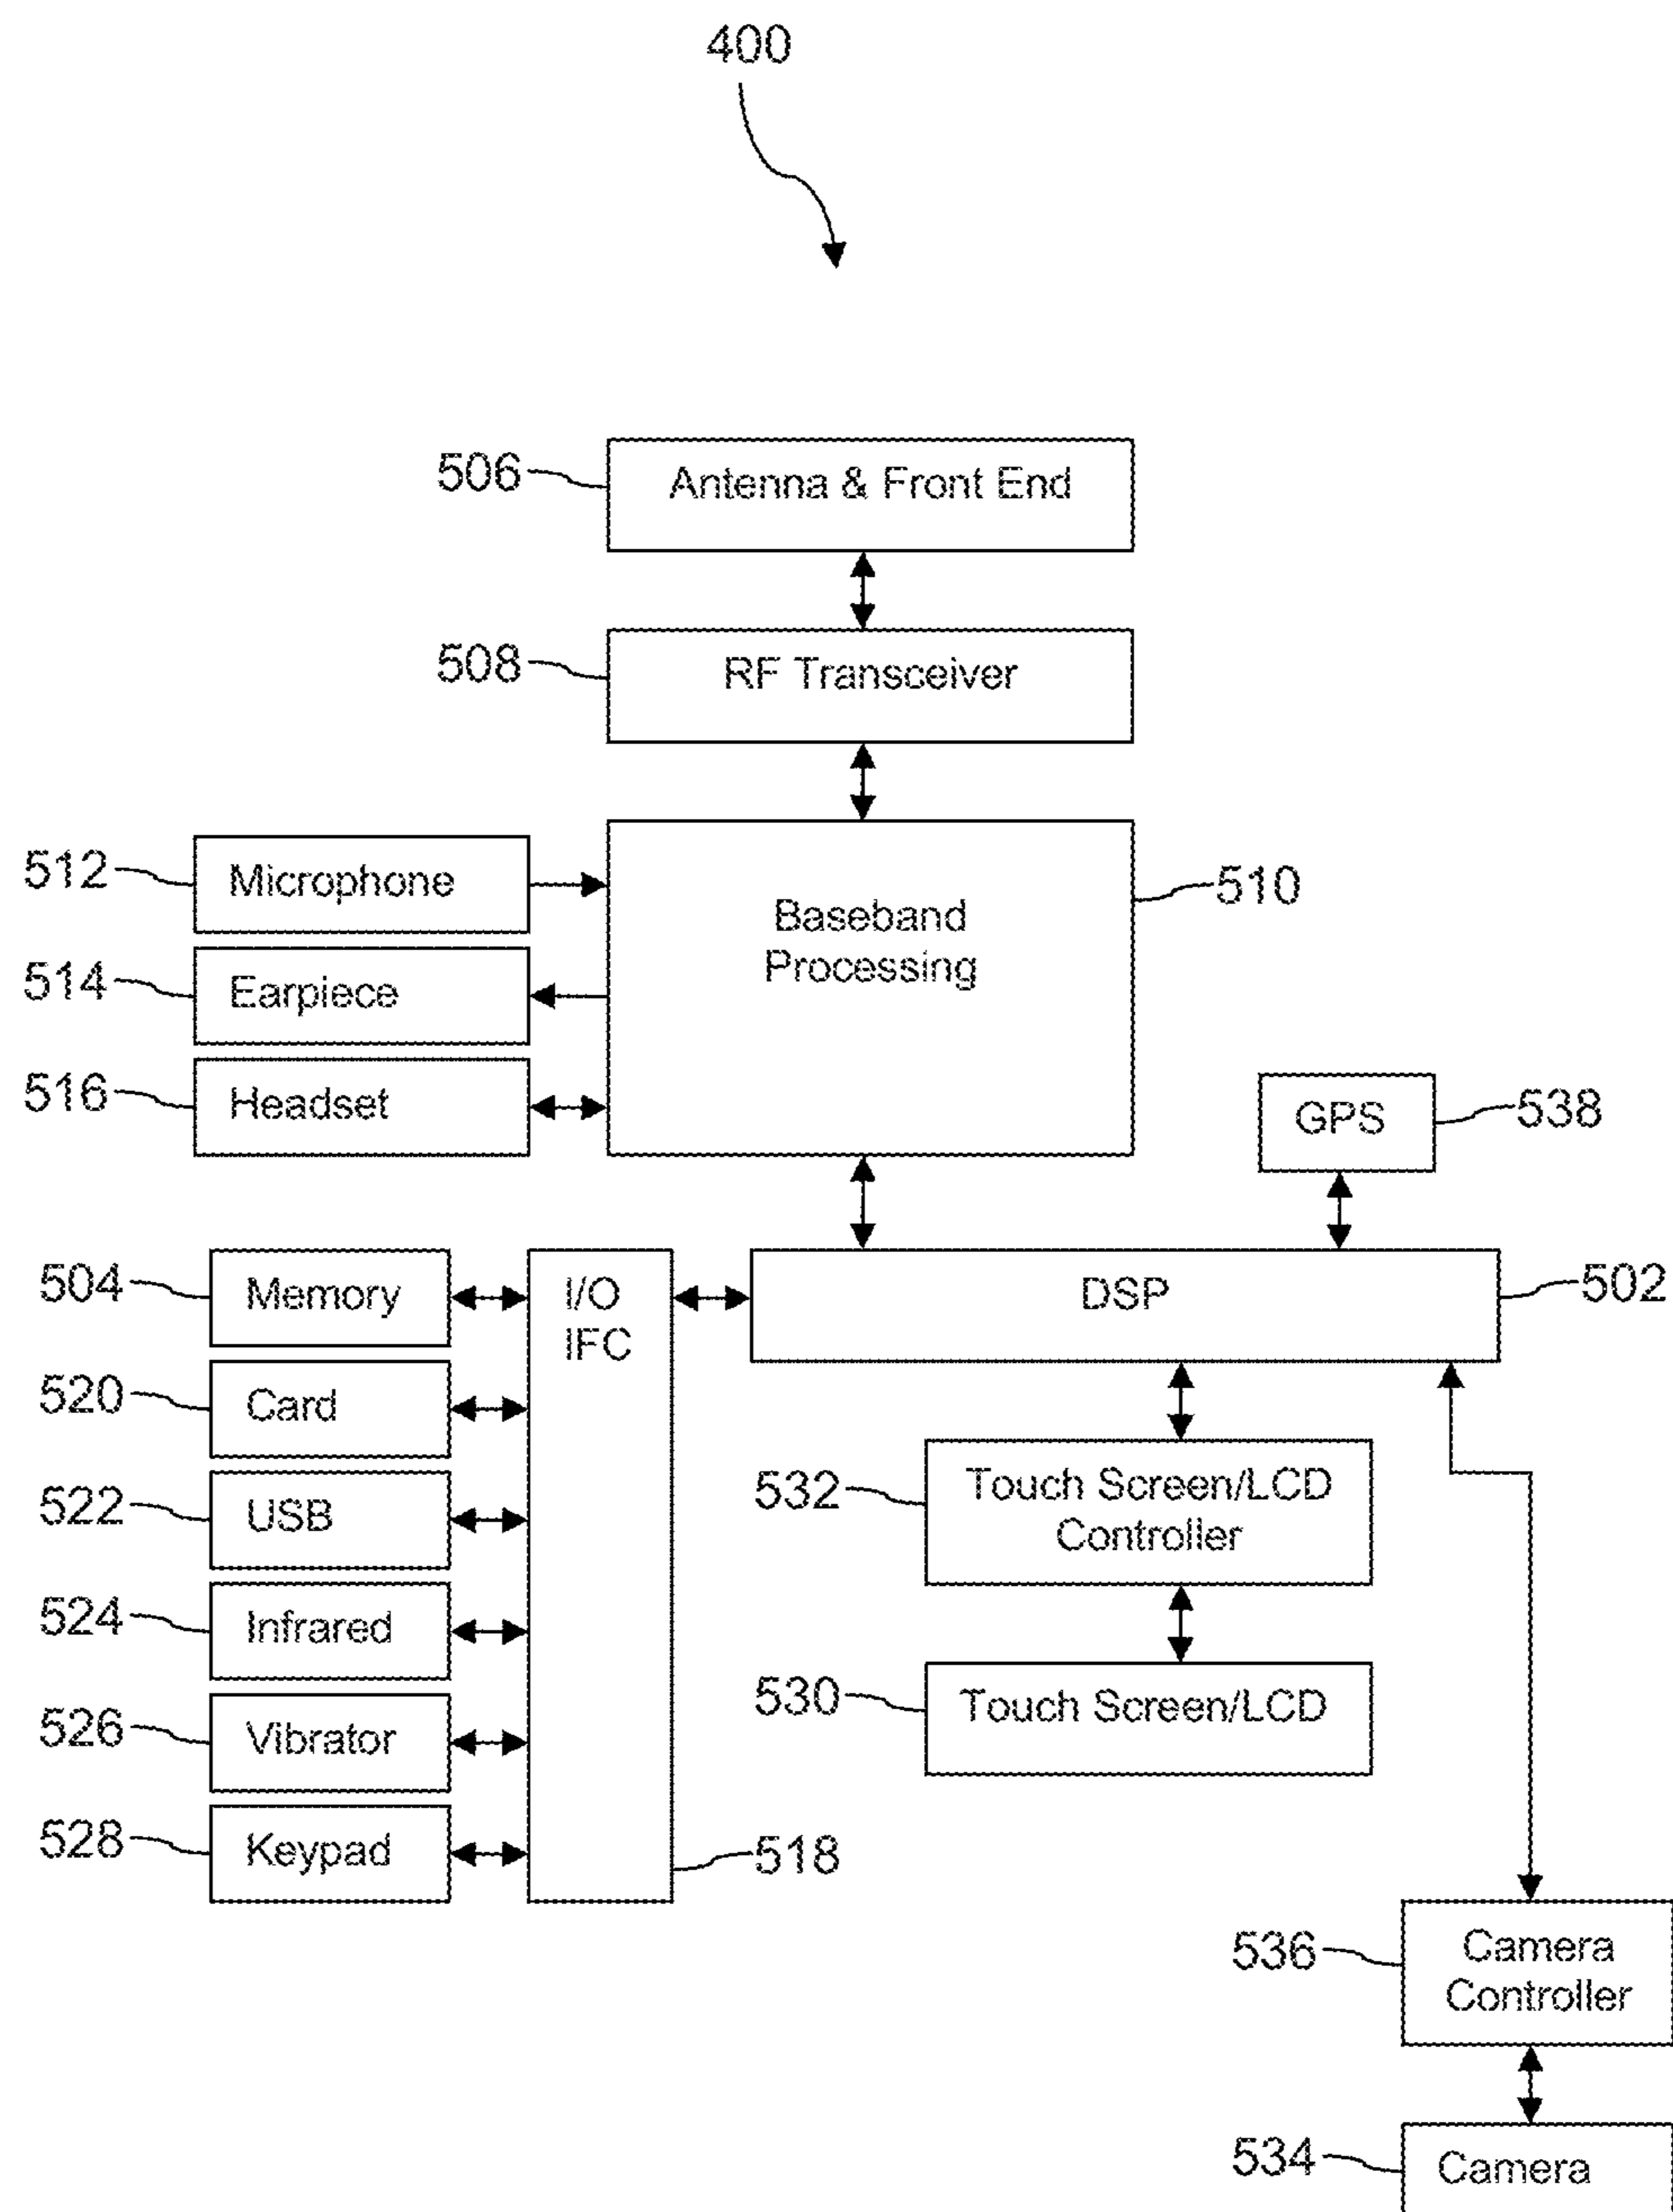 400
506 Antenna & Front End
508 RF Transceiver
512 Microphone
Baseband
Processing
510
514 Earpiece
516 Headset
GPS 538
504 Memory
I/O
IFC
DSP 502
520 Card
522 USB
532 Touch Screen/LCD
Controller
524 Infrared
530 Touch Screen/LCD
526 Vibrator
528 Keypad
518
536 Camera
Controller
534 Camera